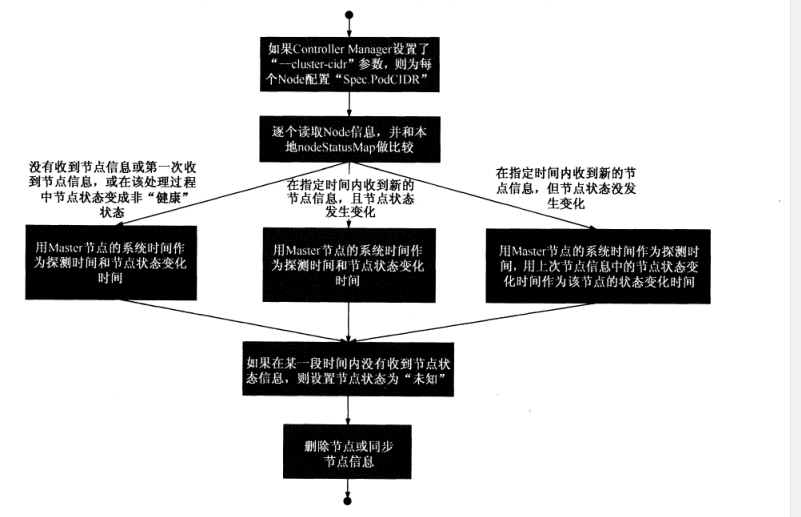 如果Controller Manager设置了
“--cluster-cidr”参数，则为每
个Node配置“Spec.PodCIDR”
逐个读取Node信息，并和本
地nodeStatusMap做比较
没有收到节点信息或第一次收
到节点信息，或在该处理过程
中节点状态变成非“健康”
状态
在指定时间内收到新的
节点信息，且节点状态
发生变化
在指定时间内收到新的节
点信息，但节点状态没发
生变化
用Master节点的系统时间作
为探测时间和节点状态变化
时间
用Master节点的系统时间作
为探测时间和节点状态变化
时间
用Master节点的系统时间作为探测时
间，用上次节点信息中的节点状态变
化时间作为该节点的状态变化时间
如果在某一段时间内没有收到节点状
态信息，则设置节点状态为“未知”
删除节点或同步
节点信息